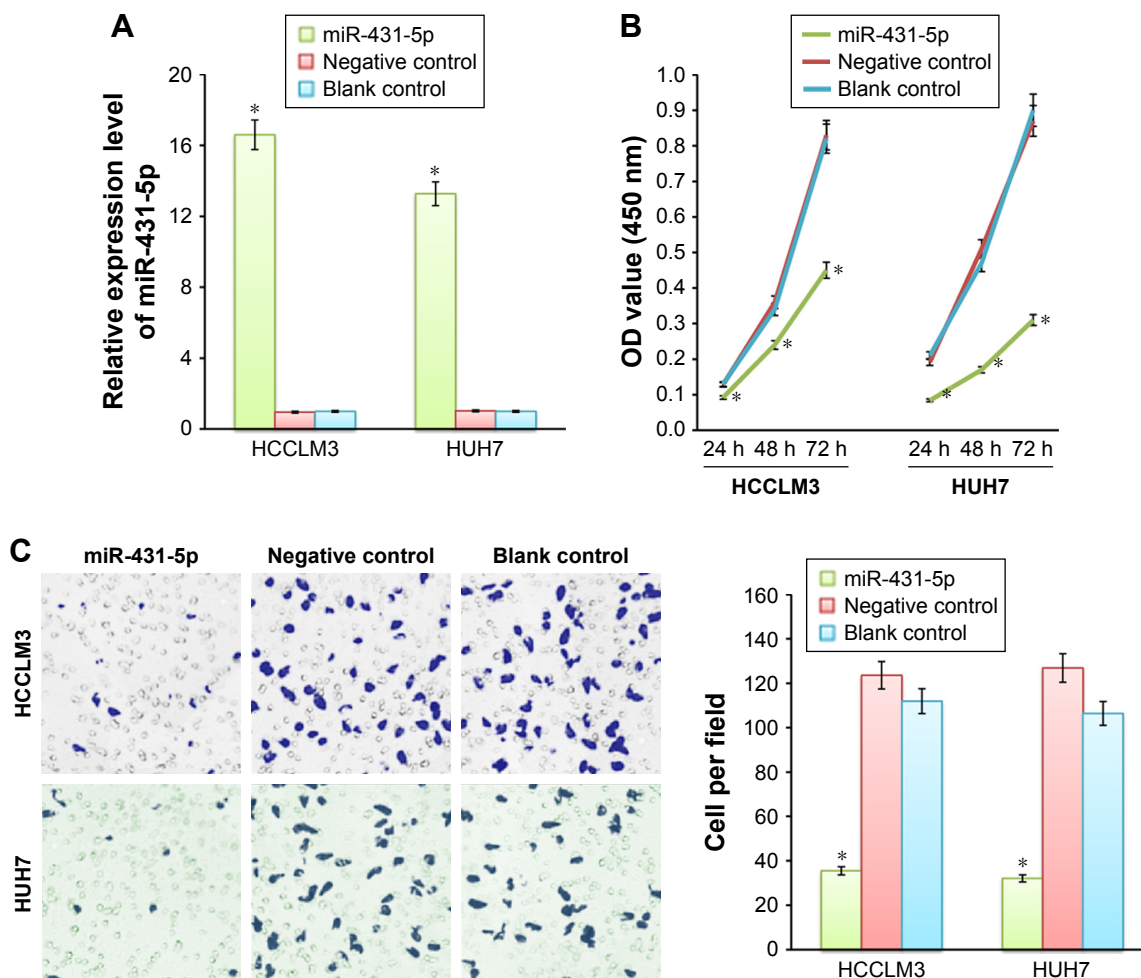 A
miR-431-5p
Negative control
Blank control
Relative expression level
of miR-431-5p
20
16
12
8
4
0
*
*
HCCLM3
HUH7
B
miR-431-5p
Negative control
Blank control
OD value (450 nm)
1.0
0.9
0.8
0.7
0.6
0.5
0.4
0.3
0.2
0.1
0.0
*
*
*
*
*
*
24 h 48 h 72 h
24 h 48 h 72 h
HCCLM3
HUH7
C
miR-431-5p
Negative control
Blank control
HCCLM3
HUH7
miR-431-5p
Negative control
Blank control
Cell per field
160
140
120
100
80
60
40
20
0
*
*
HCCLM3
HUH7